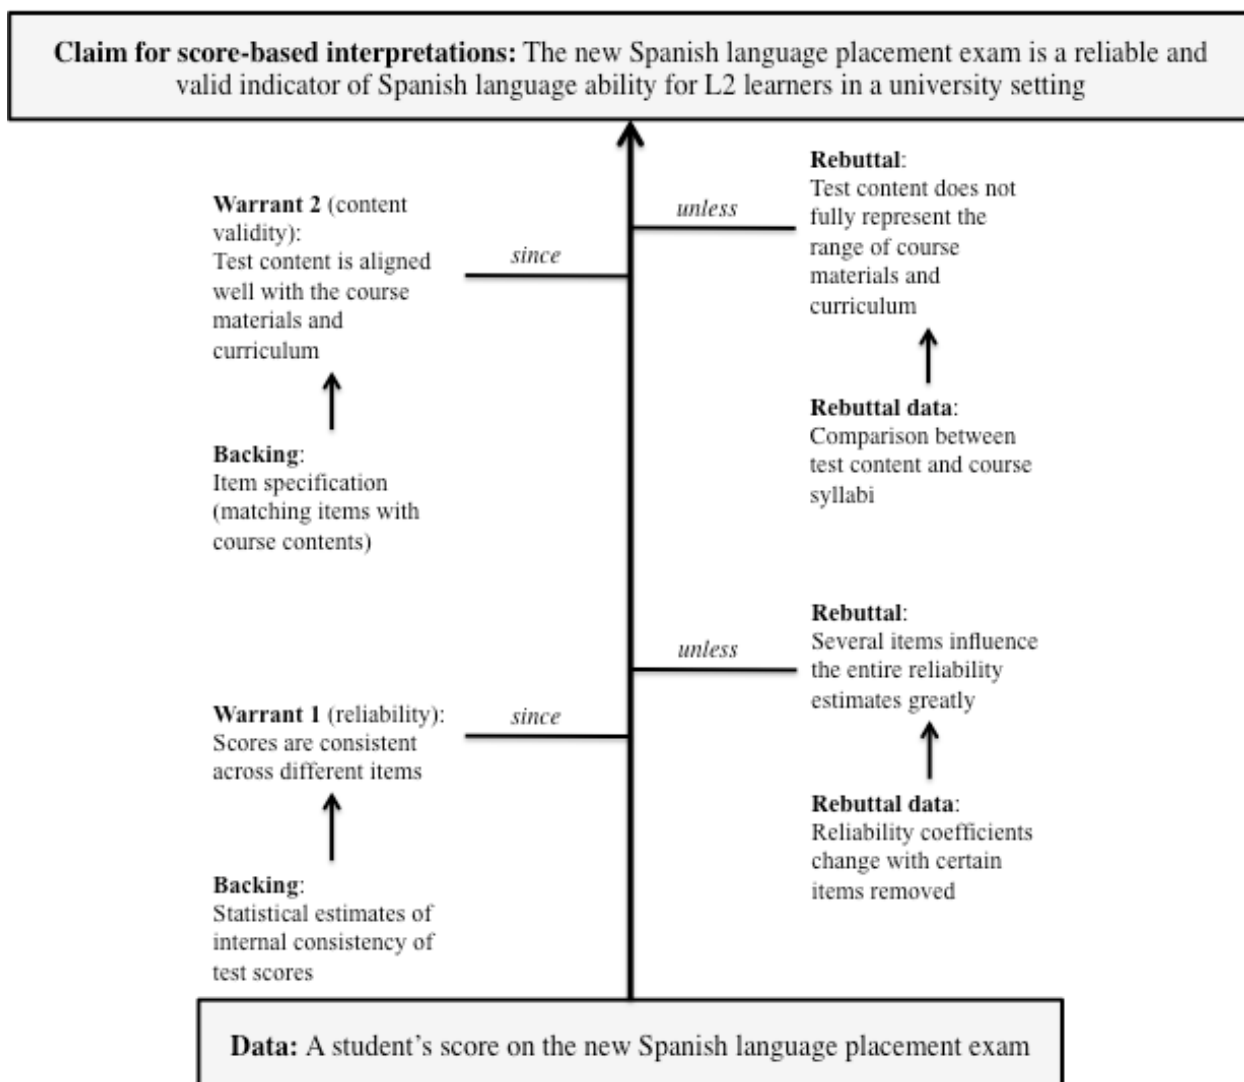 Claim for score-based interpretations: The new Spanish language placement exam is a reliable and
valid indicator of Spanish language ability for L2 learners in a university setting
Warrant 2 (content
validity):
Test content is aligned
well with the course
materials and
curriculum
since
unless
Rebuttal:
Test content does not
fully represent the
range of course
materials and
curriculum
Backing:
Item specification
(matching items with
course contents)
Rebuttal data:
Comparison between
test content and course
syllabi
Warrant 1 (reliability):
Scores are consistent
across different items
since
unless
Rebuttal:
Several items influence
the entire reliability
estimates greatly
Backing:
Statistical estimates of
internal consistency of
test scores
Rebuttal data:
Reliability coefficients
change with certain
items removed
Data: A student's score on the new Spanish language placement exam